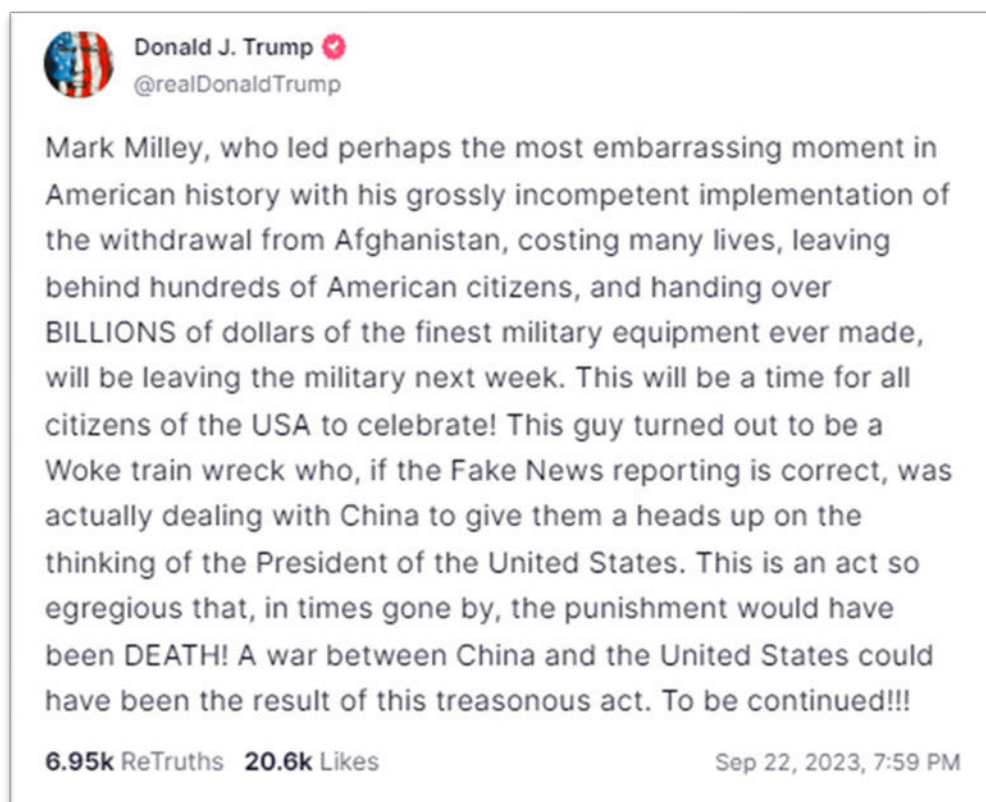 Donald J. Trump
@realDonaldTrump
Mark Milley, who led perhaps the most embarrassing moment in
American history with his grossly incompetent implementation of
the withdrawal from Afghanistan, costing many lives, leaving
behind hundreds of American citizens, and handing over
BILLIONS of dollars of the finest military equipment ever made,
will be leaving the military next week. This will be a time for all
citizens of the USA to celebrate! This guy turned out to be a
Woke train wreck who, if the Fake News reporting is correct, was
actually dealing with China to give them a heads up on the
thinking of the President of the United States. This is an act so
egregious that, in times gone by, the punishment would have
been DEATH! A war between China and the United States could
have been the result of this treasonous act. To be continued!!!
6.95k ReTruths 20.6k Likes Sep 22, 2023, 7:59 PM